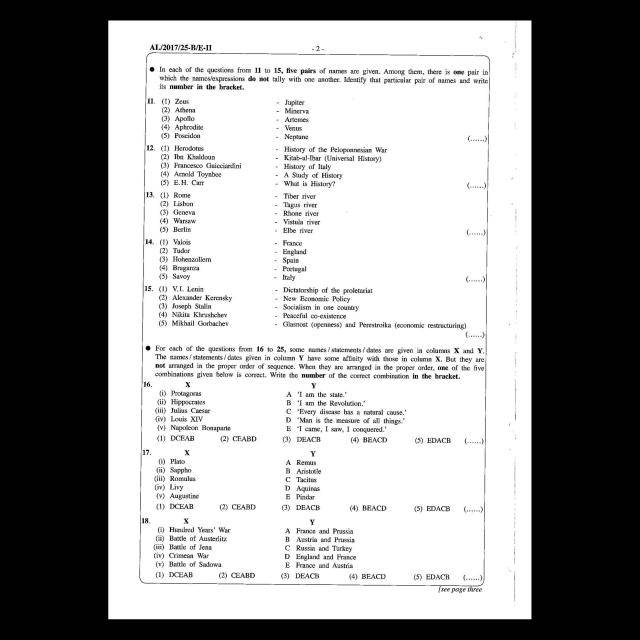 AL/2017/25-B/E-II
- 2 -
● In each of the questions from 11 to 15, five pairs of names are given. Among them, there is one pair in
which the names/expressions do not tally with one another. Identify that particular pair of names and write
its number in the bracket.
11. (1) Zeus - Jupiter
(2) Athena - Minerva
(3) Apollo - Artemes
(4) Aphrodite - Venus
(5) Poseidon - Neptane (......)
12. (1) Herodotus - History of the Peloponnesian War
(2) Ibn Khaldoun - Kitab-al-Ibar (Universal History)
(3) Francesco Guicciardini - History of Italy
(4) Arnold Toynbee - A Study of History
(5) E.H. Carr - What is History? (......)
13. (1) Rome - Tiber river
(2) Lisbon - Tagus river
(3) Geneva - Rhone river
(4) Warsaw - Vistula river
(5) Berlin - Elbe river (......)
14. (1) Valois - France
(2) Tudor - England
(3) Hohenzollern - Spain
(4) Braganza - Portugal
(5) Savoy - Italy (......)
15. (1) V.I. Lenin - Dictatorship of the proletariat
(2) Alexander Kerensky - New Economic Policy
(3) Joseph Stalin - Socialism in one country
(4) Nikita Khrushchev - Peaceful co-existence
(5) Mikhail Gorbachev - Glasnost (openness) and Perestroika (economic restructuring)
(......)
● For each of the questions from 16 to 25, some names / statements / dates are given in columns X and Y.
The names / statements / dates given in column Y have some affinity with those in column X. But they are
not arranged in the proper order of sequence. When they are arranged in the proper order, one of the five
combinations given below is correct. Write the number of the correct combination in the bracket.
16. X Y
(i) Protagoras A 'I am the state.'
(ii) Hippocrates B 'I am the Revolution.'
(iii) Julius Caesar C 'Every disease has a natural cause.'
(iv) Louis XIV D 'Man is the measure of all things.'
(v) Napoleon Bonaparte E 'I came, I saw, I conquered.'
(1) DCEAB (2) CEABD (3) DEACB (4) BEACD (5) EDACB (......)
17. X Y
(i) Plato A Remus
(ii) Sappho B Aristotle
(iii) Romulus C Tacitus
(iv) Livy D Aquinas
(v) Augustine E Pindar
(1) DCEAB (2) CEABD (3) DEACB (4) BEACD (5) EDACB (......)
18. X Y
(i) Hundred Years' War A France and Prussia
(ii) Battle of Austerlitz B Austria and Prussia
(iii) Battle of Jena C Russia and Turkey
(iv) Crimean War D England and France
(v) Battle of Sadowa E France and Austria
(1) DCEAB (2) CEABD (3) DEACB (4) BEACD (5) EDACB (......)
[see page three